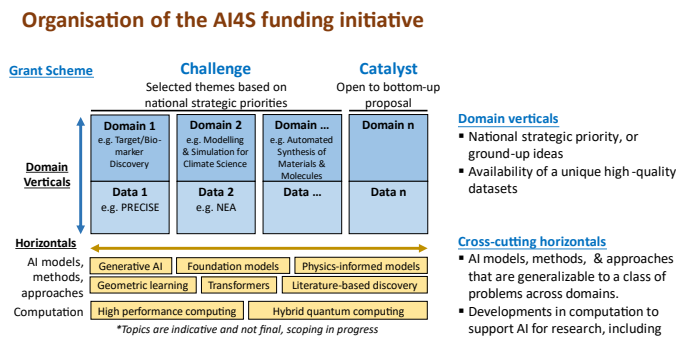 Organisation of the AI4S funding initiative
Grant Scheme
Challenge
Selected themes based on
national strategic priorities
Catalyst
Open to bottom-up
proposal
Domain
Verticals
Domain 1
e.g. Target/Bio-
marker
Discovery
Domain 2
e.g. Modelling
& Simulation for
Climate Science
Domain ...
e.g. Automated
Synthesis of
Materials &
Molecules
Domain n
Data 1
e.g. PRECISE
Data 2
e.g. NEA
Data ...
Data n
Horizontals
AI models,
methods,
approaches
Generative AI
Foundation models
Physics-informed models
Geometric learning
Transformers
Literature-based discovery
Computation
High performance computing
Hybrid quantum computing
*Topics are indicative and not final, scoping in progress
Domain verticals
▪ National strategic priority, or
ground-up ideas
▪ Availability of a unique high-quality
datasets
Cross-cutting horizontals
▪ AI models, methods, & approaches
that are generalizable to a class of
problems across domains.
▪ Developments in computation to
support AI for research, including